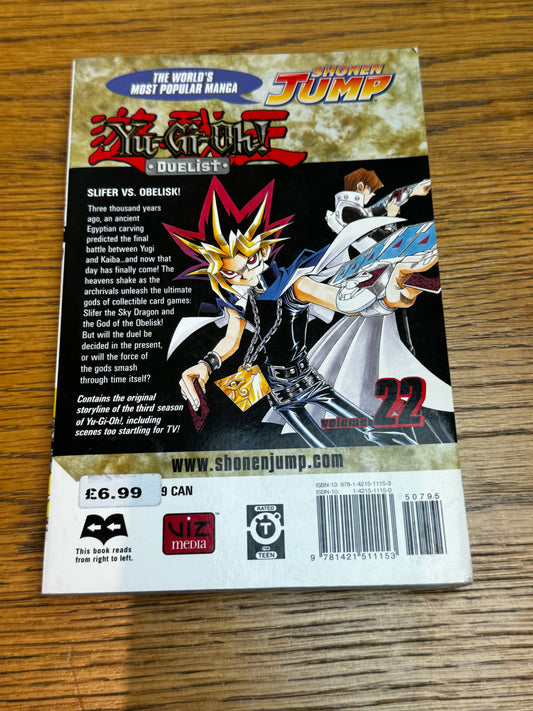 THE WORLD'S
MOST POPULAR MANGA
SHONEN
JUMP
遊戯王
Yu-Gi-Oh!
DUELIST
SLIFER VS. OBELISK!
Three thousand years
ago, an ancient
Egyptian carving
predicted the final
battle between Yugi
and Kaiba...and now that
day has finally come! The
heavens shake as the
archrivals unleash the ultimate
gods of collectible card games:
Slifer the Sky Dragon and
the God of the Obelisk!
But will the duel be
decided in the present,
or will the force of
the gods smash
through time itself?
Contains the original
storyline of the third season
of Yu-Gi-Oh!, including
scenes too startling for TV!
volume 22
www.shonenjump.com
£6.99
9 CAN
This book reads
from right to left.
VIZ
MEDIA
RATED
T
FOR
TEEN
ISBN-13: 978-1-4215-1115-3
ISBN-10: 1-4215-1115-0
50795
9 781421 511153